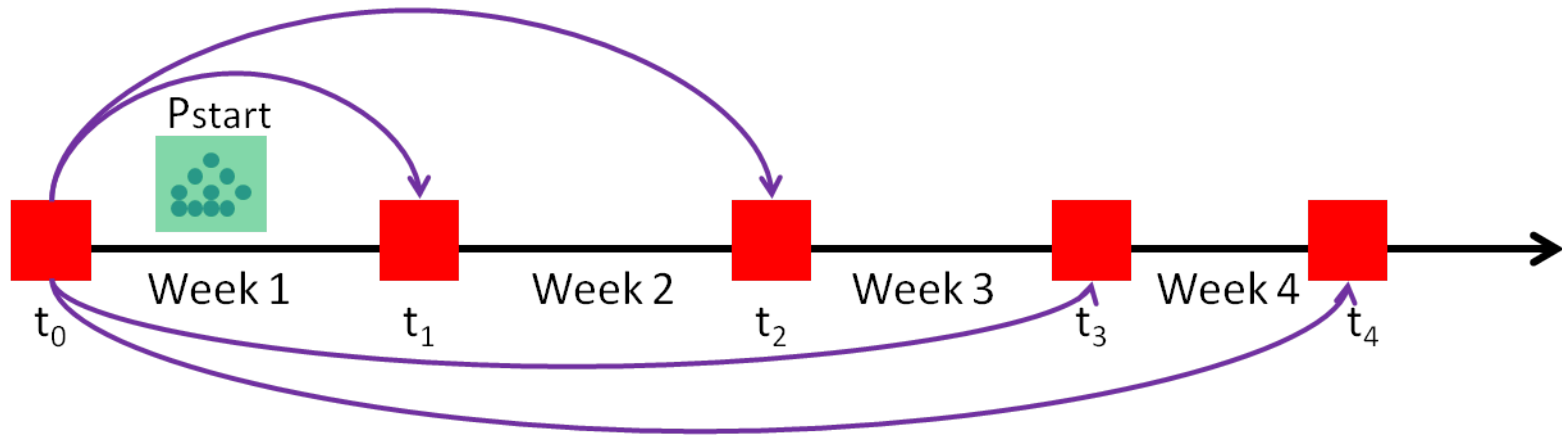 Pstart
Week 1 Week 2 Week 3 Week 4
t₀ t₁ t₂ t₃ t₄